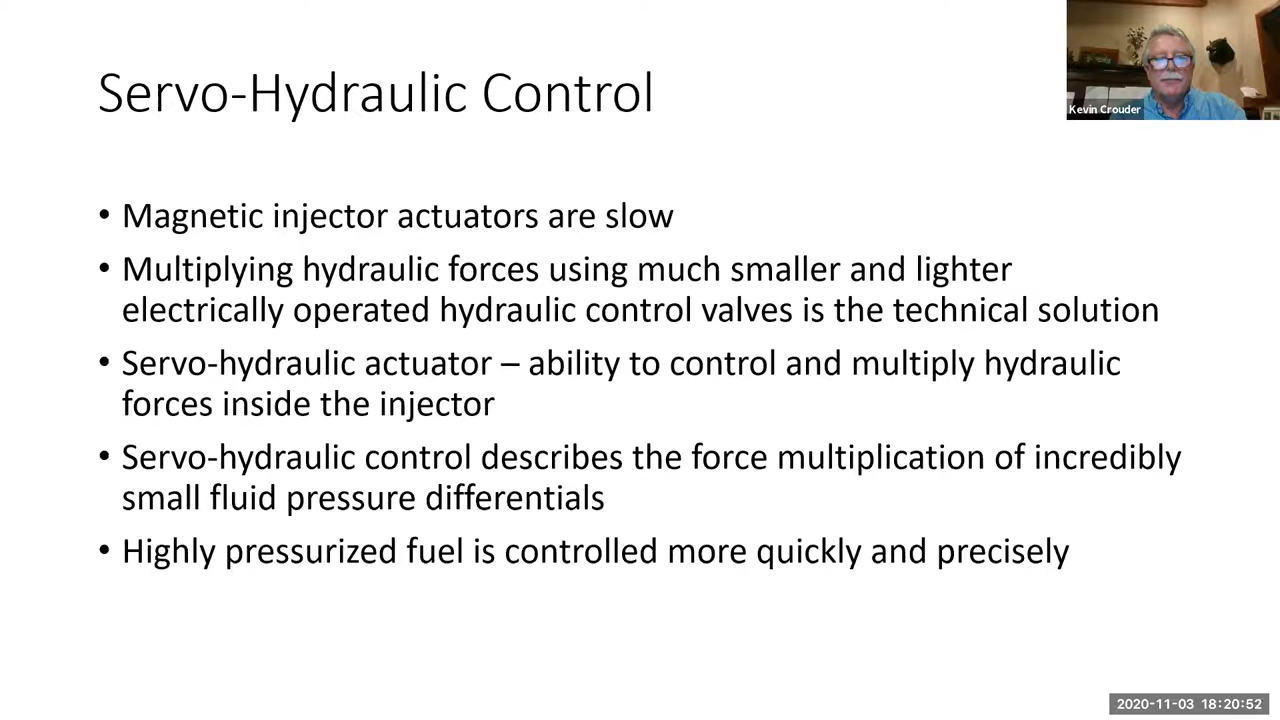 Servo-Hydraulic Control
Kevin Crouder
• Magnetic injector actuators are slow
• Multiplying hydraulic forces using much smaller and lighter
electrically operated hydraulic control valves is the technical solution
• Servo-hydraulic actuator – ability to control and multiply hydraulic
forces inside the injector
• Servo-hydraulic control describes the force multiplication of incredibly
small fluid pressure differentials
• Highly pressurized fuel is controlled more quickly and precisely
2020-11-03 18:20:52